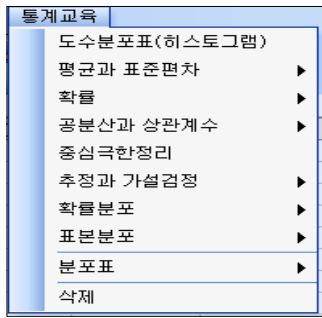 통계교육
도수분포표(히스토그램)
평균과 표준편차
확률
공분산과 상관계수
중심극한정리
추정과 가설검정
확률분포
표본분포
분포표
삭제